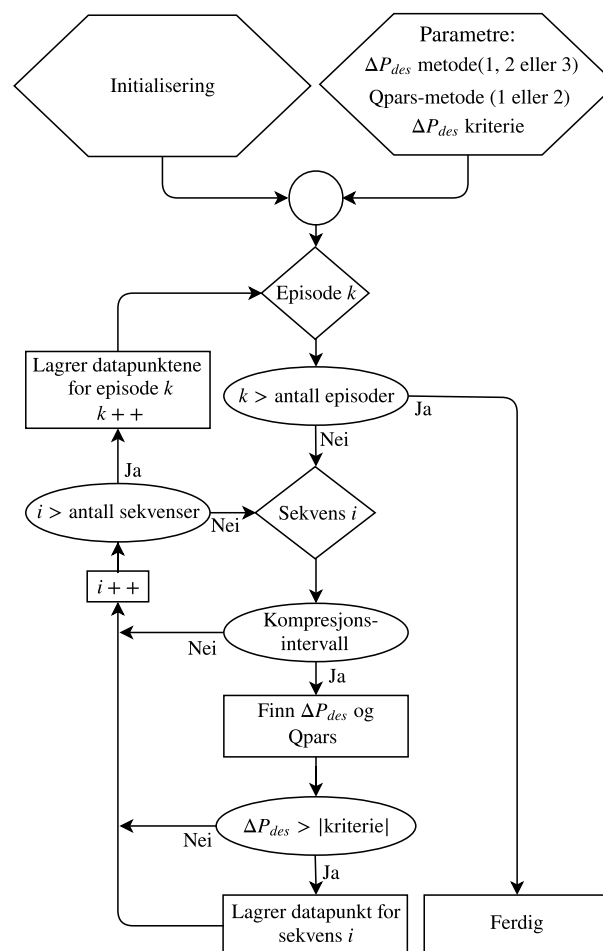 Initialisering
Parametre:
ΔP_des metode(1, 2 eller 3)
Qpars-metode (1 eller 2)
ΔP_des kriterie
Episode k
Lagrer datapunktene
for episode k
k + +
k > antall episoder
Ja
Nei
Ja
i > antall sekvenser
Nei
Sekvens i
i + +
Kompresjons-
intervall
Nei
Ja
Finn ΔP_des og
Qpars
ΔP_des > |kriterie|
Nei
Ja
Lagrer datapunkt for
sekvens i
Ferdig